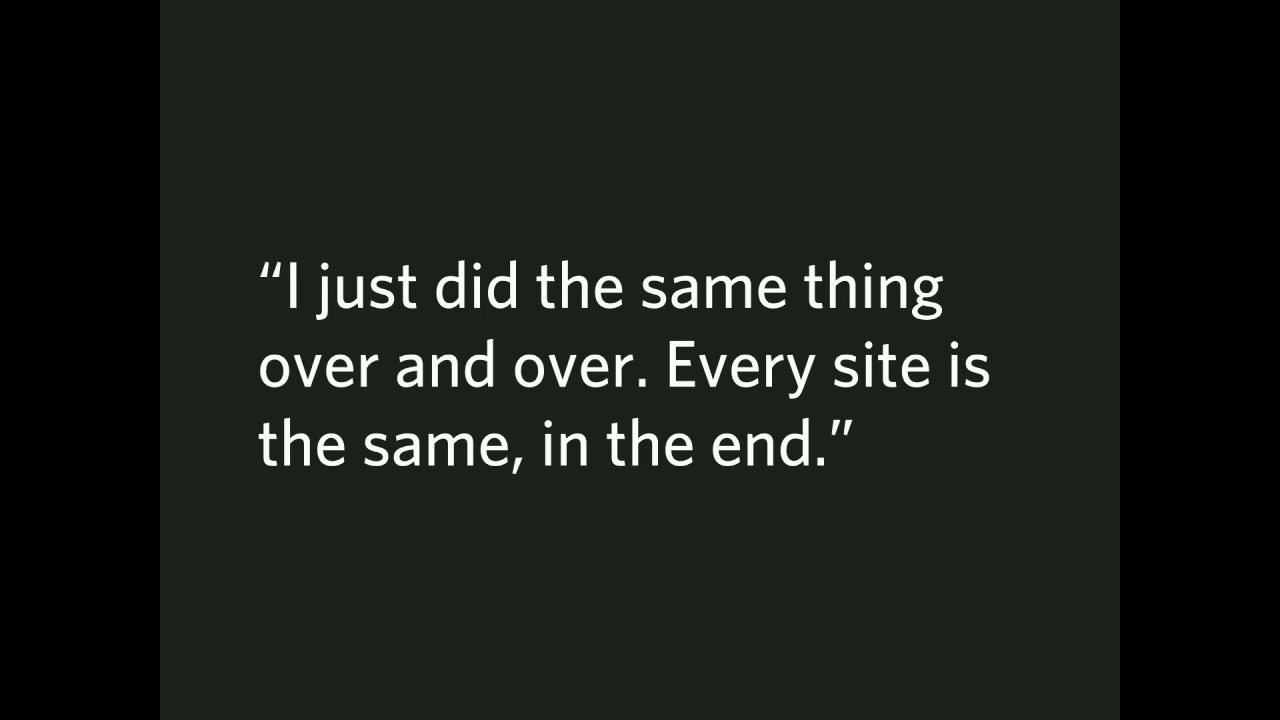 “I just did the same thing
over and over. Every site is
the same, in the end.”